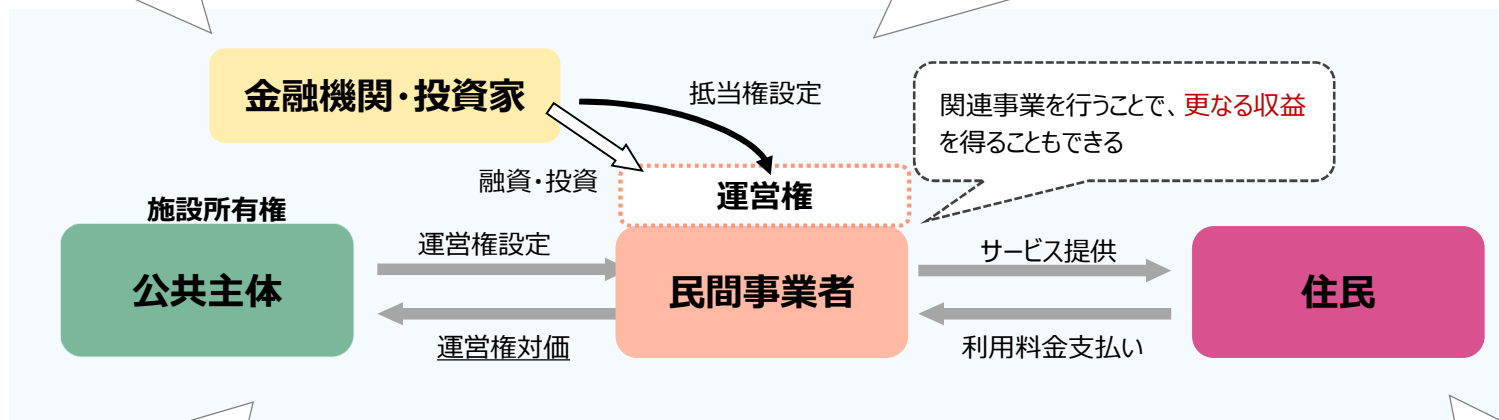 金融機関・投資家
抵当権設定
関連事業を行うことで、更なる収益
を得ることもできる
融資・投資
運営権
施設所有権
公共主体
運営権設定
運営権対価
民間事業者
サービス提供
利用料金支払い
住民